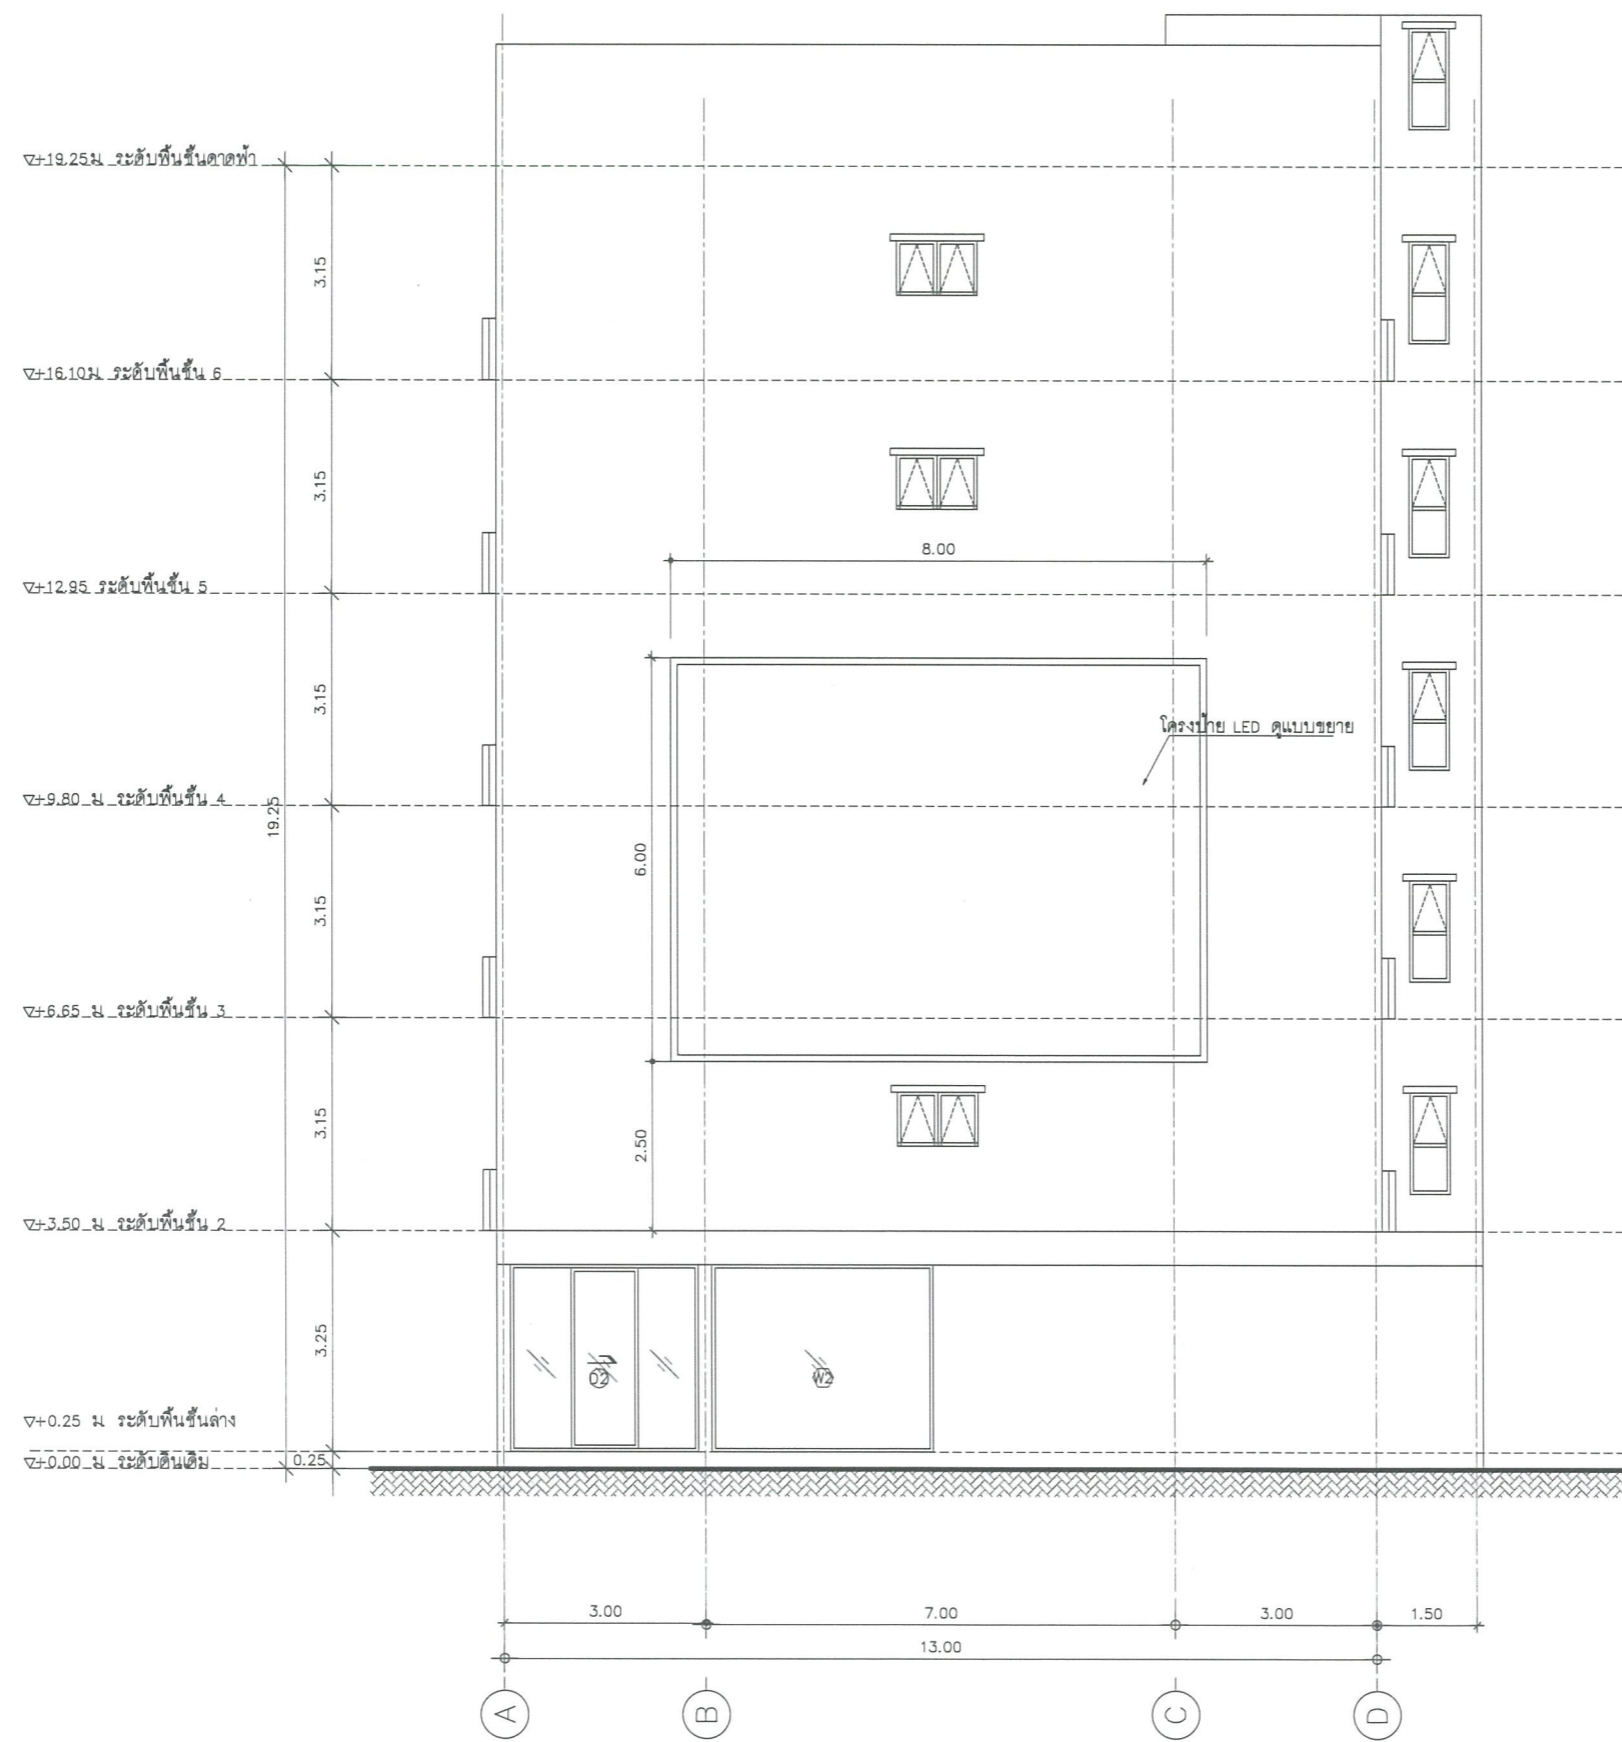 ▽+19.25ม ระดับพื้นชั้นดาดฟ้า
3.15
▽+16.10ม ระดับพื้นชั้น 6
3.15
8.00
▽+12.95 ระดับพื้นชั้น 5
3.15
โครงป้าย LED ดูแบบขยาย
▽+9.80 ม ระดับพื้นชั้น 4
19.25
6.00
3.15
▽+6.65 ม ระดับพื้นชั้น 3
3.15
2.50
▽+3.50 ม ระดับพื้นชั้น 2
3.25
D2
W2
▽+0.25 ม ระดับพื้นชั้นล่าง
▽+0.00 ม ระดับดินเดิม
0.25
3.00 7.00 3.00 1.50
13.00
A B C D